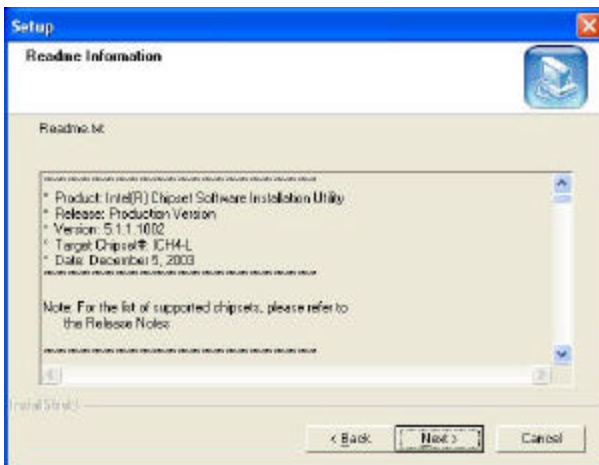 Setup
Readme Information
Readme.txt
* Product: Intel(R) Chipset Software Installation Utility
* Release: Production Version
* Version: 5.1.1.1002
* Target Chipset#: ICH4-L
* Date: December 5, 2003
Note: For the list of supported chipsets, please refer to
the Release Notes
InstallShield
< Back
Next >
Cancel